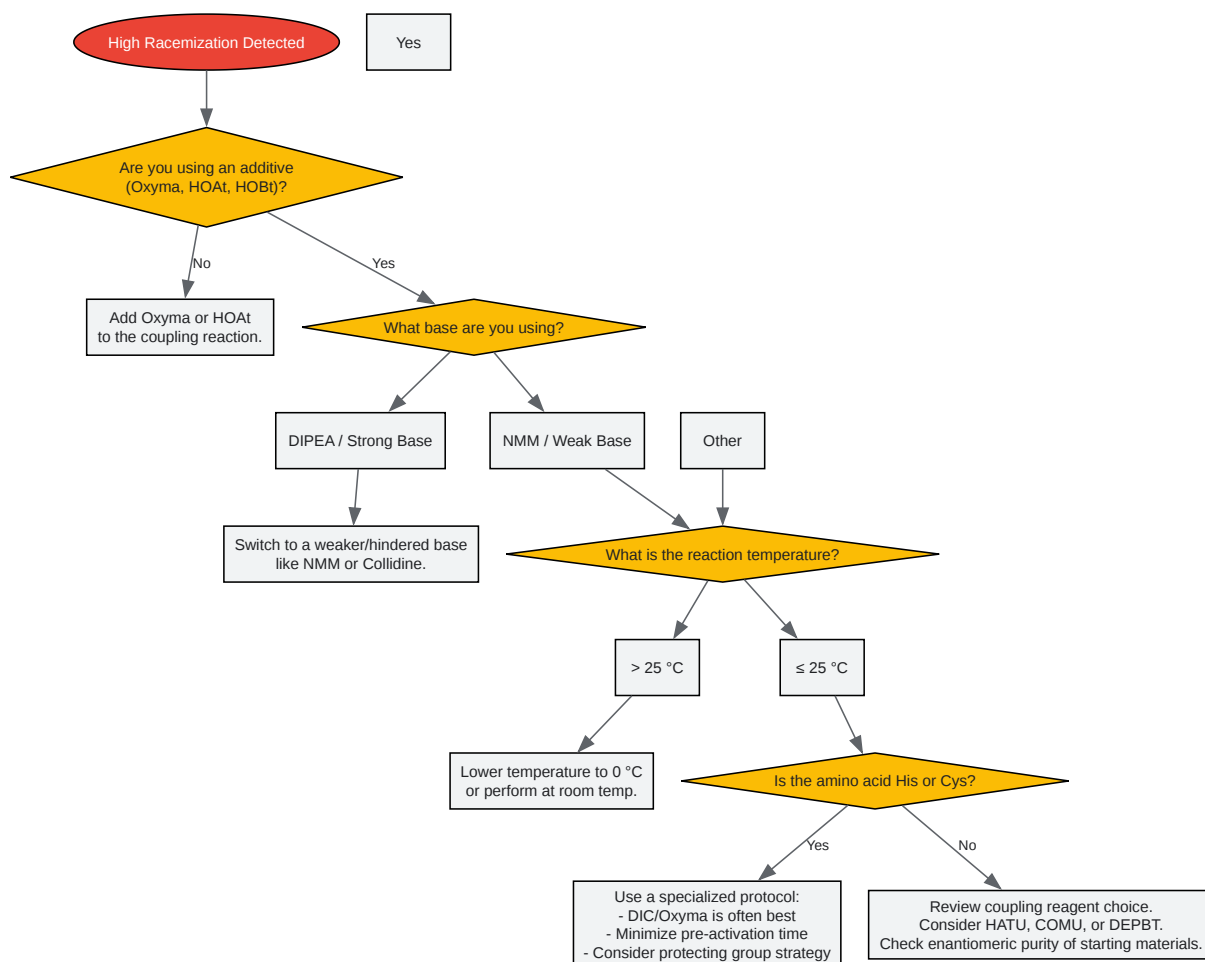 High Racemization Detected
Yes
Are you using an additive
(Oxyma, HOAt, HOBt)?
No
Yes
Add Oxyma or HOAt
to the coupling reaction.
What base are you using?
DIPEA / Strong Base
NMM / Weak Base
Other
Switch to a weaker/hindered base
like NMM or Collidine.
What is the reaction temperature?
> 25 °C
≤ 25 °C
Lower temperature to 0 °C
or perform at room temp.
Is the amino acid His or Cys?
Yes
No
Use a specialized protocol:
- DIC/Oxyma is often best
- Minimize pre-activation time
- Consider protecting group strategy
Review coupling reagent choice.
Consider HATU, COMU, or DEPBT.
Check enantiomeric purity of starting materials.